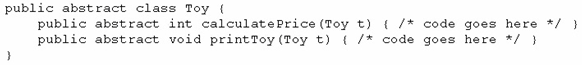 public abstract class Toy {
    public abstract int calculatePrice(Toy t) { /* code goes here */ }
    public abstract void printToy(Toy t) { /* code goes here */ }
}